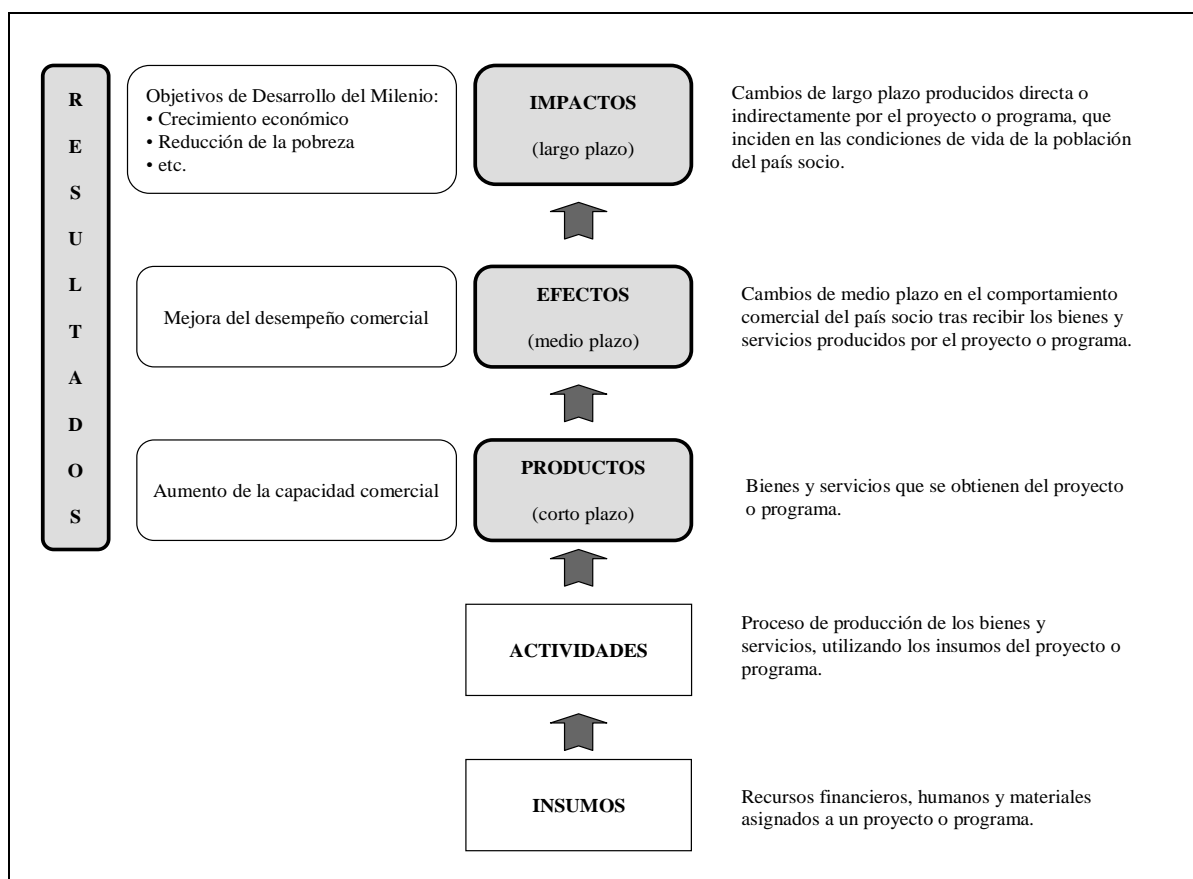 R
E
S
U
L
T
A
D
O
S
Objetivos de Desarrollo del Milenio:
• Crecimiento económico
• Reducción de la pobreza
• etc.
IMPACTOS
(largo plazo)
Cambios de largo plazo producidos directa o
indirectamente por el proyecto o programa, que
inciden en las condiciones de vida de la población
del país socio.
Mejora del desempeño comercial
EFECTOS
(medio plazo)
Cambios de medio plazo en el comportamiento
comercial del país socio tras recibir los bienes y
servicios producidos por el proyecto o programa.
Aumento de la capacidad comercial
PRODUCTOS
(corto plazo)
Bienes y servicios que se obtienen del proyecto
o programa.
ACTIVIDADES
Proceso de producción de los bienes y
servicios, utilizando los insumos del proyecto o
programa.
INSUMOS
Recursos financieros, humanos y materiales
asignados a un proyecto o programa.